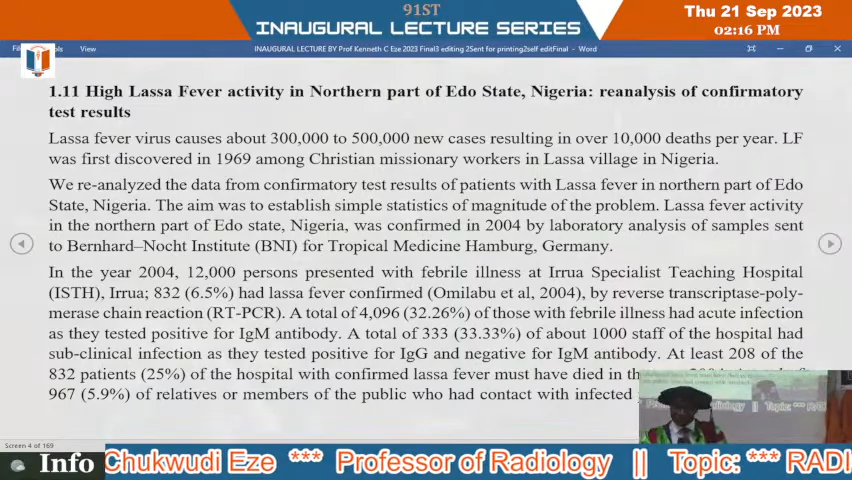 91ST
INAUGURAL LECTURE SERIES
Thu 21 Sep 2023
02:16 PM
View
INAUGURAL LECTURE BY Prof Kenneth C Eze 2023 Final3 editing 2Sent for printing2self editFinal - Word
1.11 High Lassa Fever activity in Northern part of Edo State, Nigeria: reanalysis of confirmatory
test results
Lassa fever virus causes about 300,000 to 500,000 new cases resulting in over 10,000 deaths per year. LF
was first discovered in 1969 among Christian missionary workers in Lassa village in Nigeria.
We re-analyzed the data from confirmatory test results of patients with Lassa fever in northern part of Edo
State, Nigeria. The aim was to establish simple statistics of magnitude of the problem. Lassa fever activity
in the northern part of Edo state, Nigeria, was confirmed in 2004 by laboratory analysis of samples sent
to Bernhard–Nocht Institute (BNI) for Tropical Medicine Hamburg, Germany.
In the year 2004, 12,000 persons presented with febrile illness at Irrua Specialist Teaching Hospital
(ISTH), Irrua; 832 (6.5%) had lassa fever confirmed (Omilabu et al, 2004), by reverse transcriptase-poly-
merase chain reaction (RT-PCR). A total of 4,096 (32.26%) of those with febrile illness had acute infection
as they tested positive for IgM antibody. A total of 333 (33.33%) of about 1000 staff of the hospital had
sub-clinical infection as they tested positive for IgG and negative for IgM antibody. At least 208 of the
832 patients (25%) of the hospital with confirmed lassa fever must have died in the
967 (5.9%) of relatives or members of the public who had contact with infected
Screen 4 of 169
Info
Chukwudi Eze *** Professor of Radiology || Topic: *** RADI